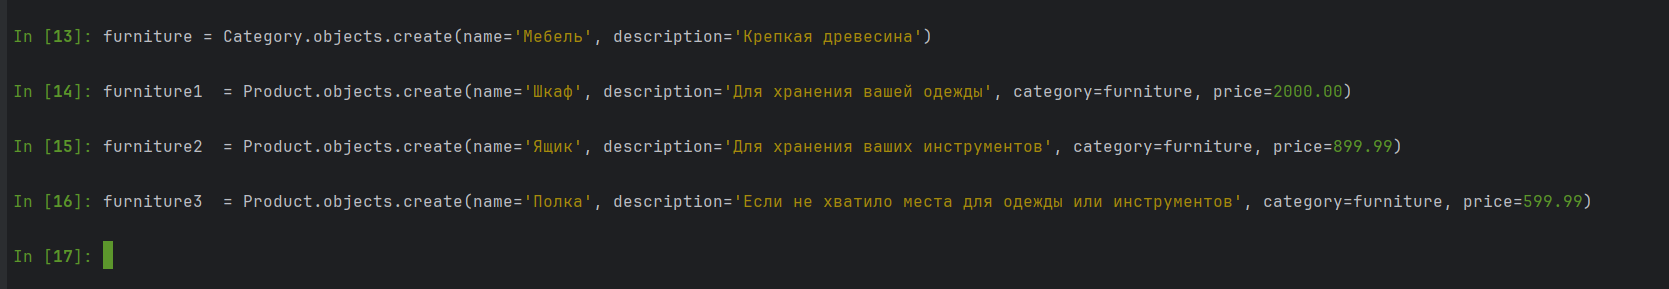 In [13]: furniture = Category.objects.create(name='Мебель', description='Крепкая древесина')
In [14]: furniture1  = Product.objects.create(name='Шкаф', description='Для хранения вашей одежды', category=furniture, price=2000.00)
In [15]: furniture2  = Product.objects.create(name='Ящик', description='Для хранения ваших инструментов', category=furniture, price=899.99)
In [16]: furniture3  = Product.objects.create(name='Полка', description='Если не хватило места для одежды или инструментов', category=furniture, price=599.99)
In [17]: